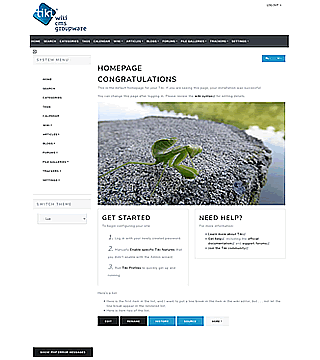 LOG OUT
tiki wiki
cms
groupware
HOME SEARCH CATEGORIES TAGS CALENDAR WIKI ARTICLES BLOGS FORUMS FILE GALLERIES TRACKERS SETTINGS
SYSTEM MENU
HOME
SEARCH
CATEGORIES
TAGS
CALENDAR
WIKI
ARTICLES
BLOGS
FORUMS
FILE GALLERIES
TRACKERS
SETTINGS
SWITCH THEME
HOMEPAGE
CONGRATULATIONS
This is the default homepage for your Tiki. If you are seeing this page, your installation was successful.
You can change this page after logging in. Please review the wiki syntax for editing details.
GET STARTED
To begin configuring your site:
1. Log in with your newly created password.
2. Manually Enable specific Tiki features that
you didn't enable with the Admin wizard.
3. Run Tiki Profiles to quickly get up and
running.
NEED HELP?
For more information:
Learn more about Tiki
Get help, including the official
documentation and support forums
Join the Tiki community
Here's a list
EDIT RENAME HISTORY SOURCE MORE
SHOW PHP ERROR MESSAGES